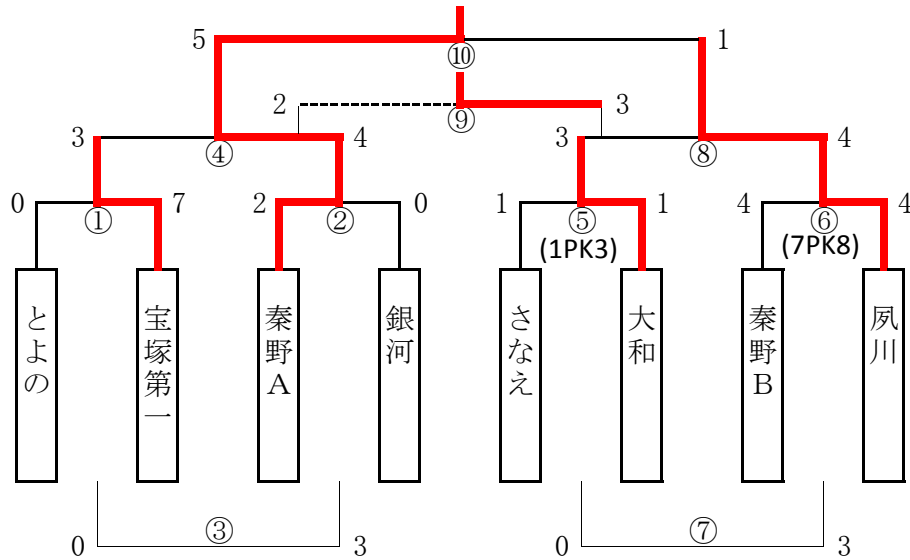 5 ⑩ 1
2 ⑨ 3
3 ④ 4 3 ⑧ 4
0 ① 7 2 ② 0 1 ⑤ 1 4 ⑥ 4
(1PK3) (7PK8)
とよの
宝塚第一
秦野A
銀河
さなえ
大和
秦野B
夙川
0 ③ 3 0 ⑦ 3